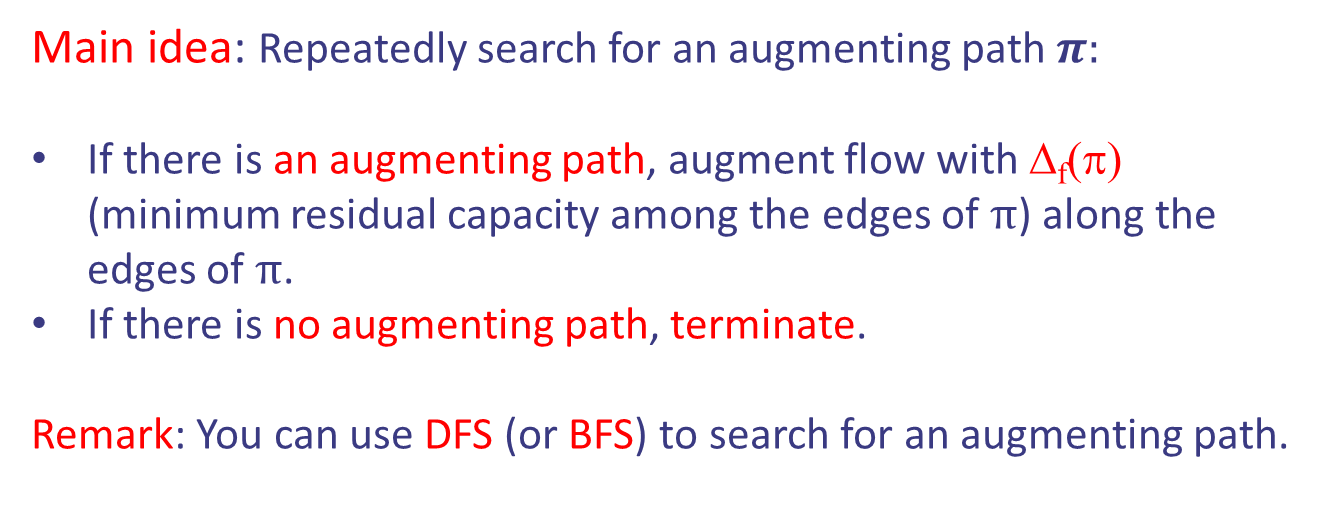 Main idea: Repeatedly search for an augmenting path π:
• If there is an augmenting path, augment flow with Δf(π)
(minimum residual capacity among the edges of π) along the
edges of π.
• If there is no augmenting path, terminate.
Remark: You can use DFS (or BFS) to search for an augmenting path.